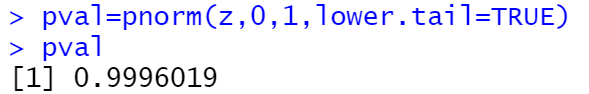 > pval=pnorm(z,0,1,lower.tail=TRUE)
> pval
[1] 0.9996019